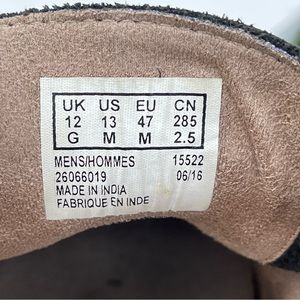 UK US EU CN
12 13 47 285
G M M 2.5
MENS/HOMMES 15522
26066019 06/16
MADE IN INDIA
FABRIQUE EN INDE